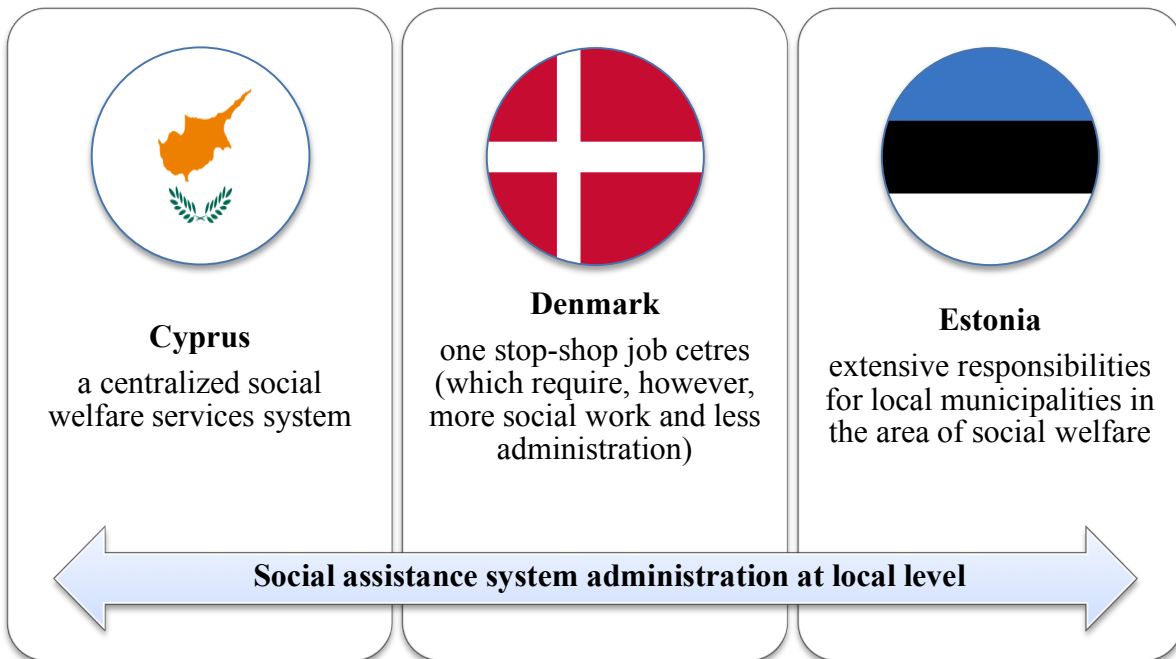 Cyprus
a centralized social
welfare services system
Denmark
one stop-shop job cetres
(which require, however,
more social work and less
administration)
Estonia
extensive responsibilities
for local municipalities in
the area of social welfare
Social assistance system administration at local level